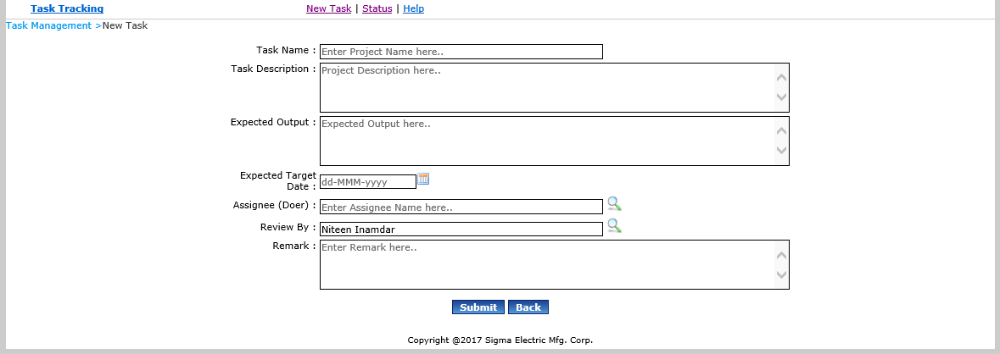 Task Tracking New Task | Status | Help
Task Management >New Task
Task Name : Enter Project Name here..
Task Description : Project Description here..
Expected Output : Expected Output here..
Expected Target
Date : dd-MMM-yyyy
Assignee (Doer) : Enter Assignee Name here..
Review By : Niteen Inamdar
Remark : Enter Remark here..
Submit Back
Copyright @2017 Sigma Electric Mfg. Corp.